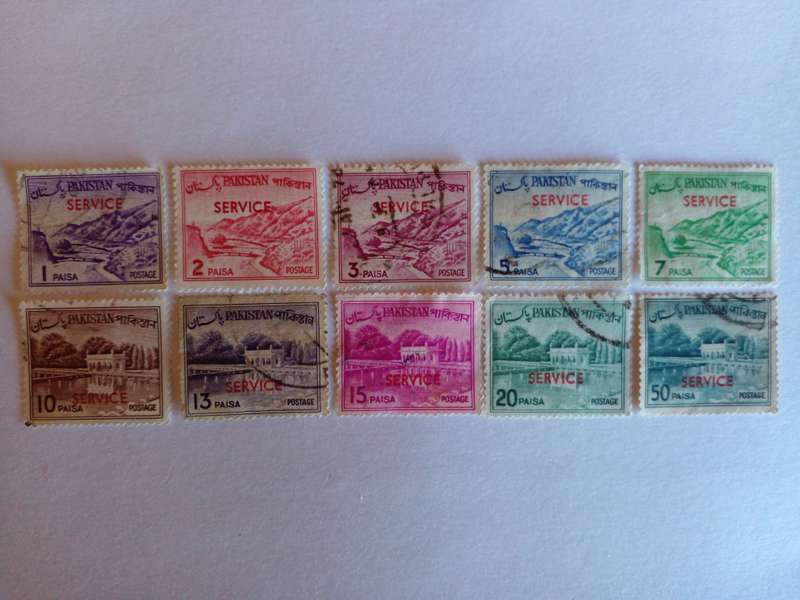 پاکستان PAKISTAN পাকিস্তান
SERVICE
1 PAISA POSTAGE
پاکستان PAKISTAN পাকিস্তান
SERVICE
2 PAISA POSTAGE
پاکستان PAKISTAN পাকিস্তান
SERVICE
3 PAISA POSTAGE
پاکستان PAKISTAN পাকিস্তান
SERVICE
5 PAISA POSTAGE
پاکستان PAKISTAN পাকিস্তান
SERVICE
7 PAISA POSTAGE
پاکستان PAKISTAN পাকিস্তান
SERVICE
10 PAISA POSTAGE
پاکستان PAKISTAN পাকিস্তান
SERVICE
13 PAISA POSTAGE
پاکستان PAKISTAN পাকিস্তান
SERVICE
15 PAISA POSTAGE
پاکستان PAKISTAN পাকিস্তান
SERVICE
20 PAISA POSTAGE
پاکستان PAKISTAN পাকিস্তান
SERVICE
50 PAISA POSTAGE